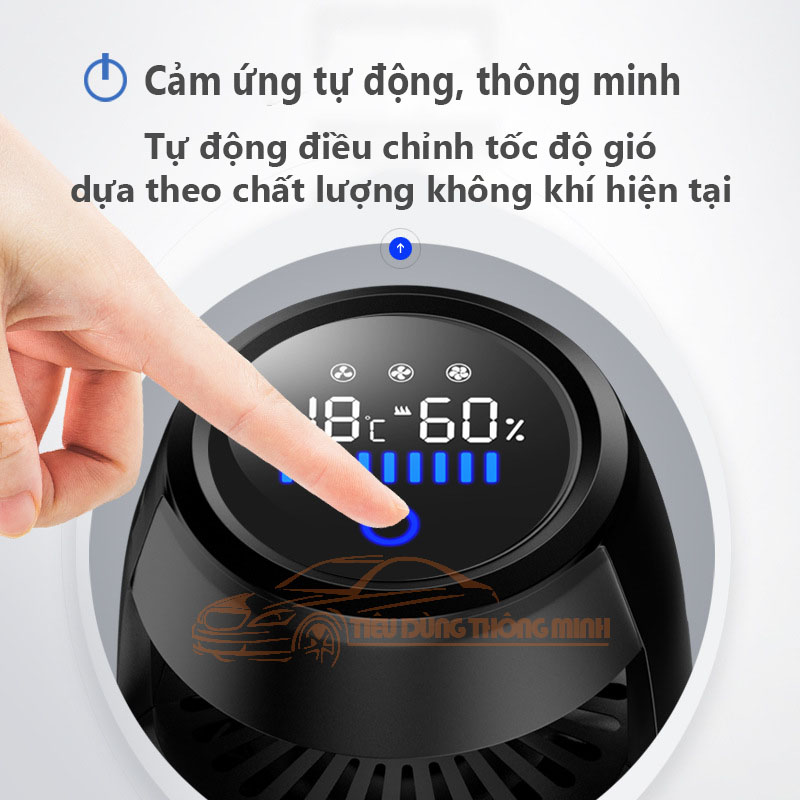 Cảm ứng tự động, thông minh
Tự động điều chỉnh tốc độ gió
dựa theo chất lượng không khí hiện tại
18°C 60%
TIÊU DÙNG THÔNG MINH